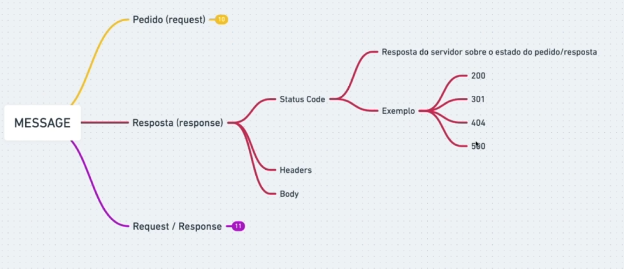 Pedido (request)
10
Resposta do servidor sobre o estado do pedido/resposta
200
Status Code
301
Exemplo
MESSAGE
Resposta (response)
404
500
Headers
Body
Request / Response
11